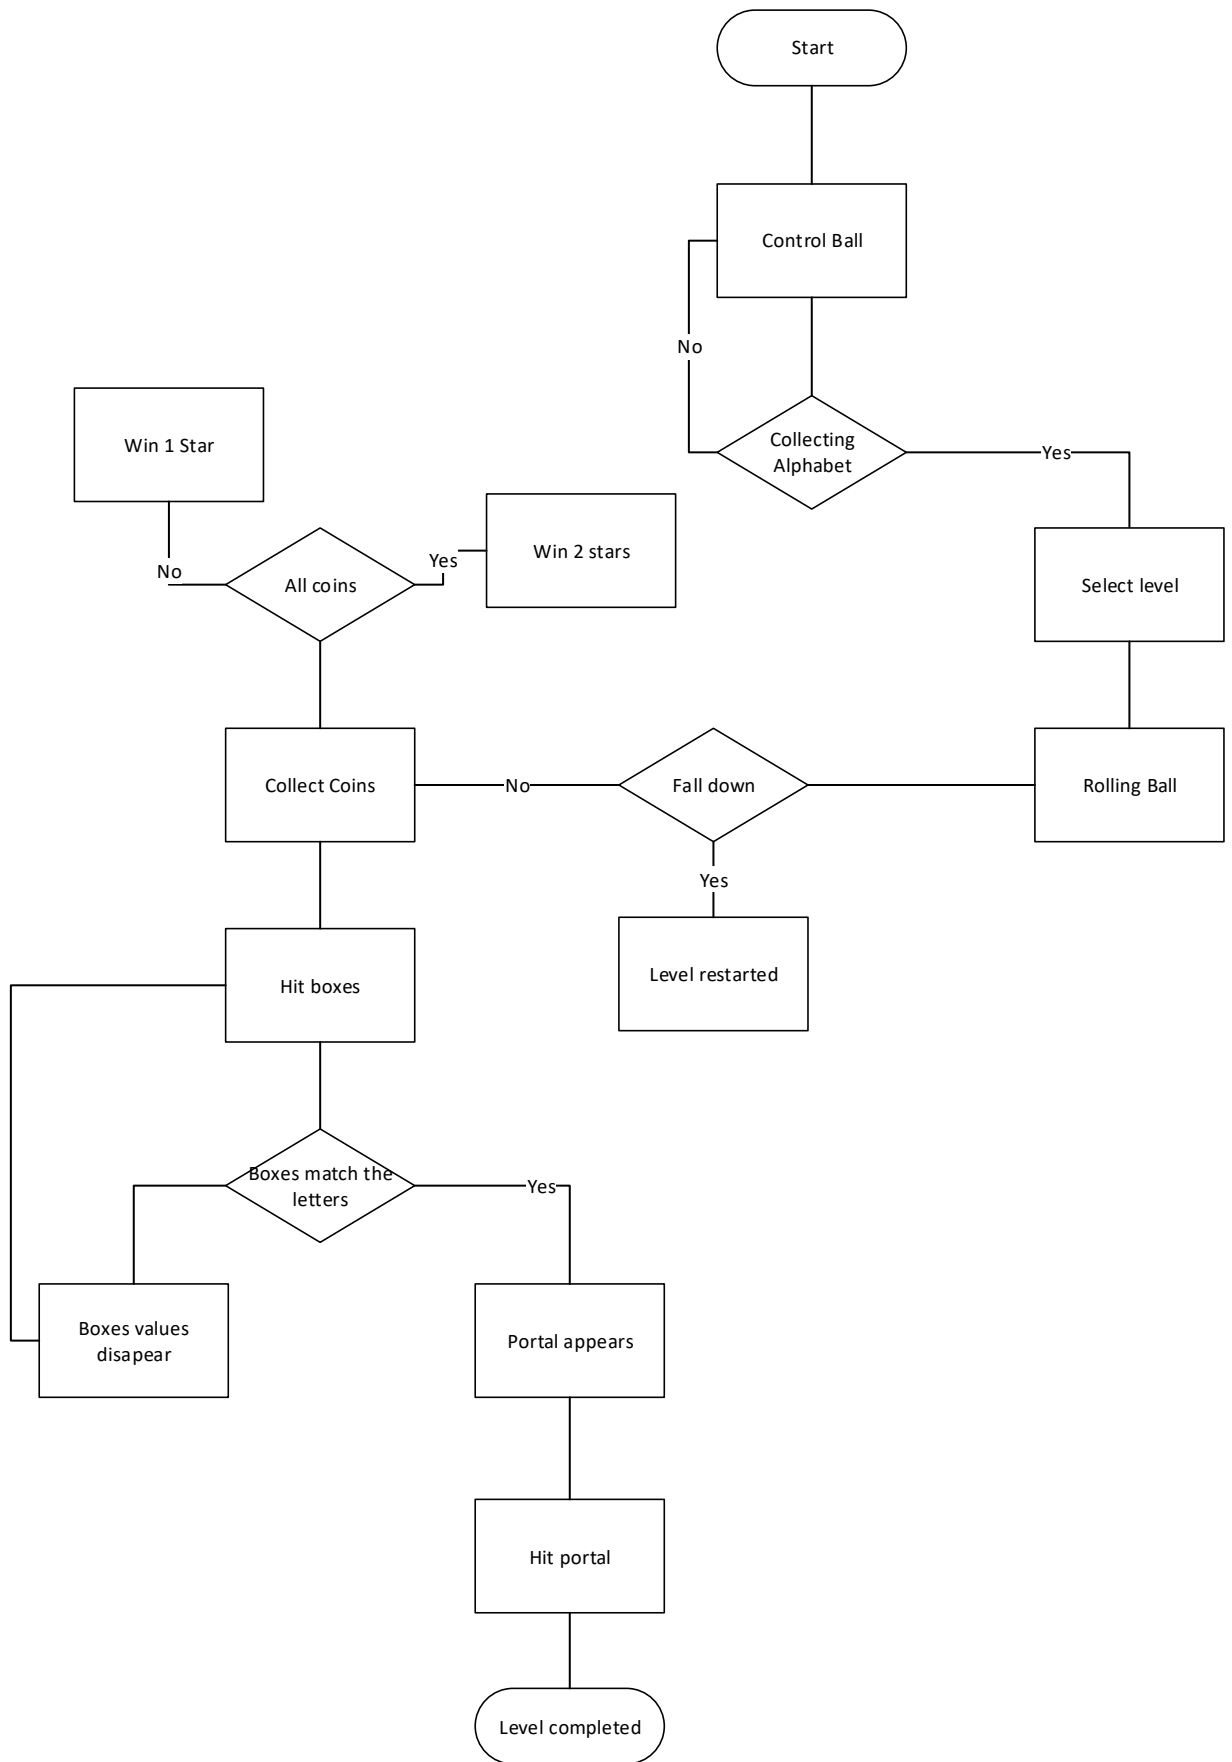 Start
Control Ball
No
Collecting
Alphabet
Yes
Win 1 Star
Win 2 stars
No
All coins
Yes
Select level
Collect Coins
No
Fall down
Rolling Ball
Yes
Level restarted
Hit boxes
Boxes match the
letters
Yes
Boxes values
disapear
Portal appears
Hit portal
Level completed